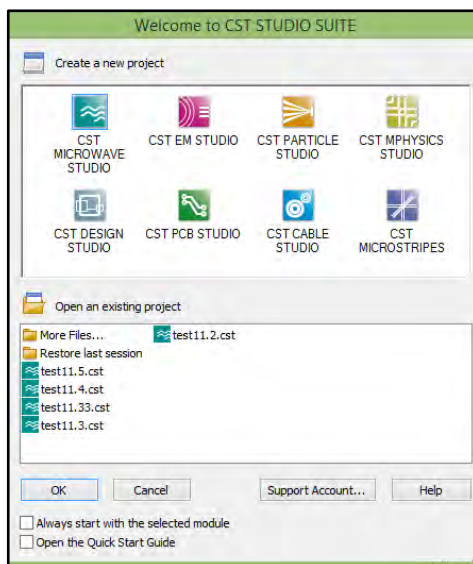 Welcome to CST STUDIO SUITE
Create a new project
CST MICROWAVE STUDIO
CST EM STUDIO
CST PARTICLE STUDIO
CST MPHYSICS STUDIO
CST DESIGN STUDIO
CST PCB STUDIO
CST CABLE STUDIO
CST MICROSTRIPES
Open an existing project
More Files...
Restore last session
test11.5.cst
test11.4.cst
test11.33.cst
test11.3.cst
test11.2.cst
OK
Cancel
Support Account...
Help
Always start with the selected module
Open the Quick Start Guide